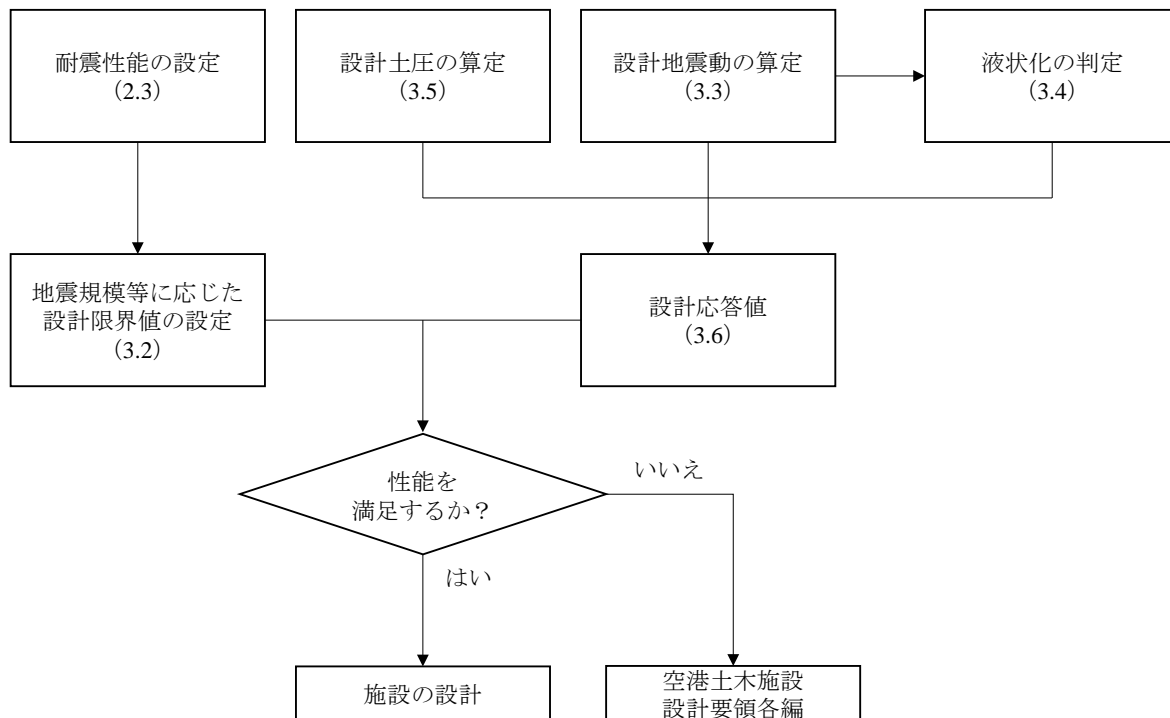 耐震性能の設定
（2.3）
設計土圧の算定
（3.5）
設計地震動の算定
（3.3）
液状化の判定
（3.4）
地震規模等に応じた
設計限界値の設定
（3.2）
設計応答値
（3.6）
性能を
満足するか？
いいえ
はい
施設の設計
空港土木施設
設計要領各編